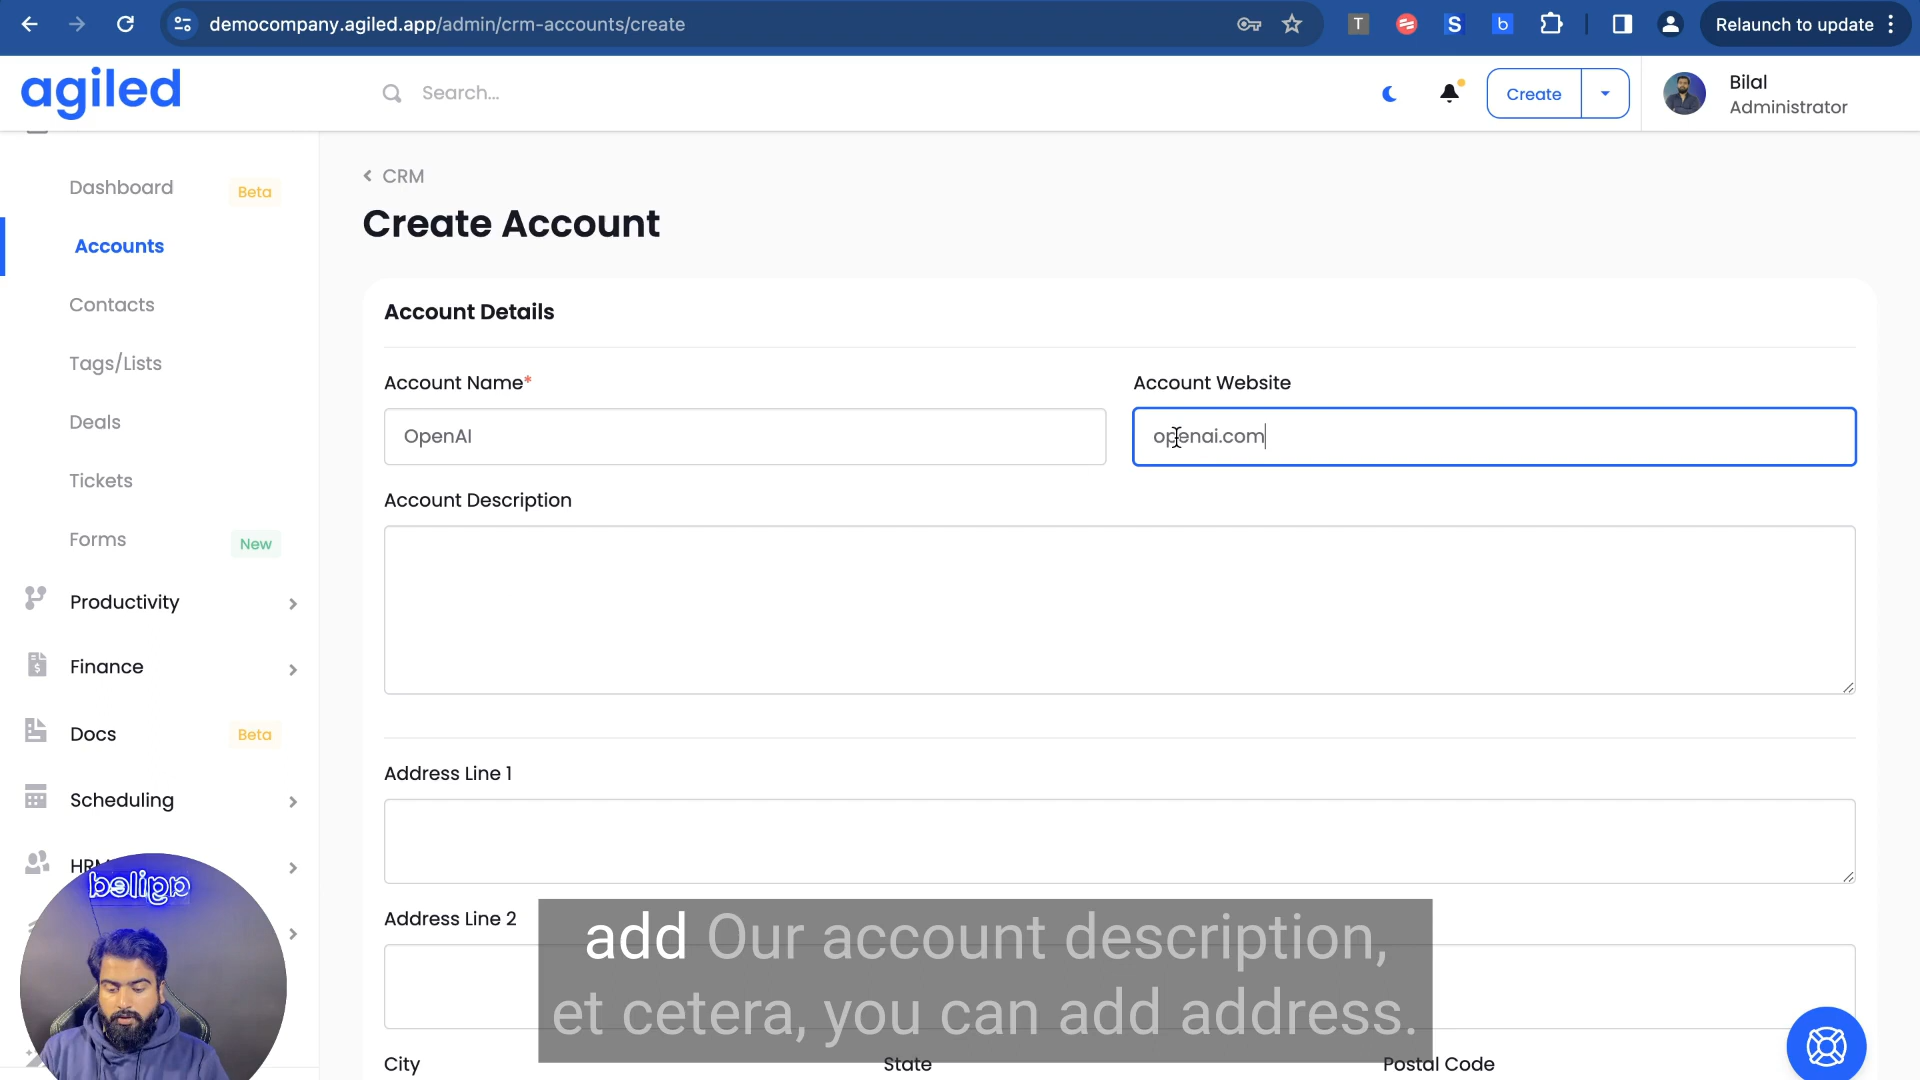 democompany.agiled.app/admin/crm-accounts/create
T
S
b
Relaunch to update
agiled
Search...
Create
Bilal
Administrator
Dashboard
Beta
Accounts
Contacts
Tags/Lists
Deals
Tickets
Forms
New
Productivity
Finance
Docs
Beta
Scheduling
HRM
agiled
CRM
Create Account
Account Details
Account Name*
Account Website
OpenAI
openai.com
Account Description
Address Line 1
Address Line 2
add Our account description,
et cetera, you can add address.
City
State
Postal Code